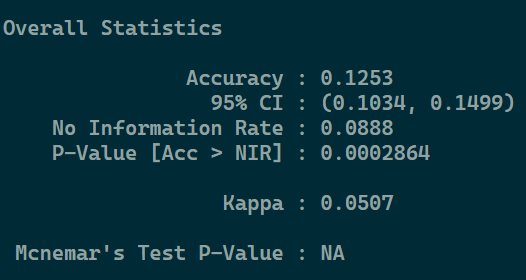 Overall Statistics
Accuracy : 0.1253
95% CI : (0.1034, 0.1499)
No Information Rate : 0.0888
P-Value [Acc > NIR] : 0.0002864
Kappa : 0.0507
Mcnemar's Test P-Value : NA